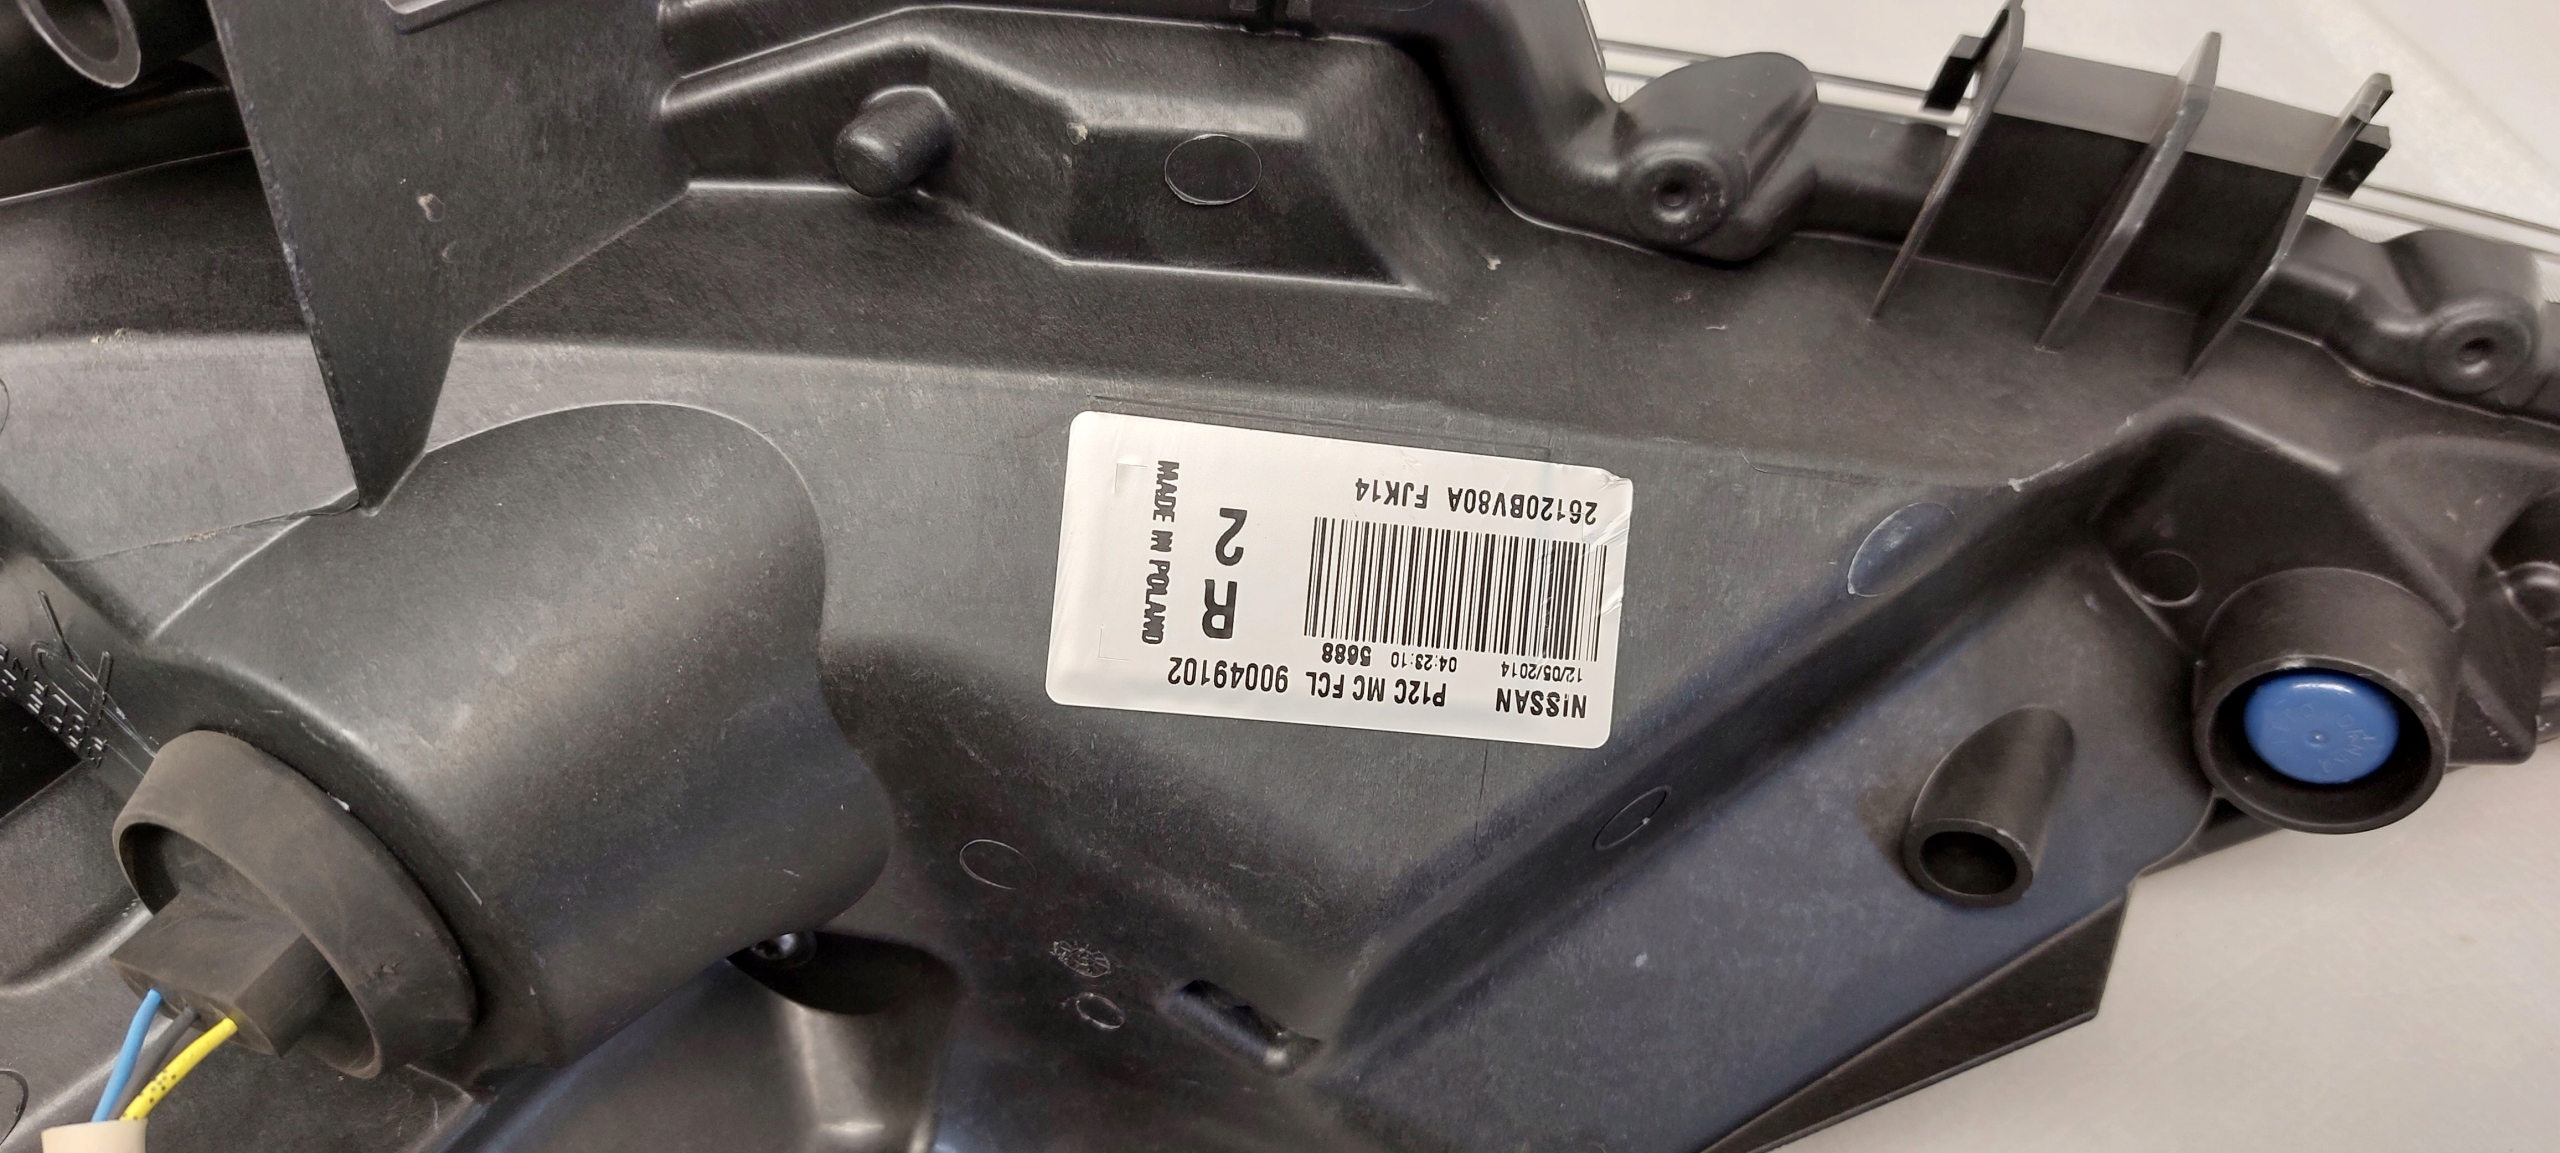 NISSAN P12C MC FCL 90049102
12/05/2014 04:23:10 5688
26120BV80A FJK14
R 2
MADE IN POLAND